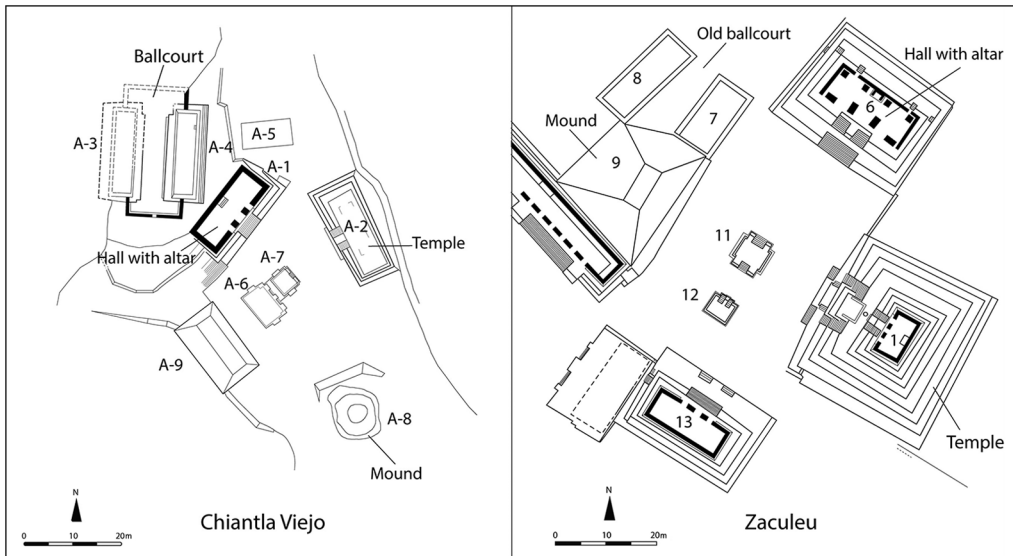 Ballcourt
A-3
A-4
A-5
A-1
A-2
Temple
Hall with altar
A-7
A-6
A-9
A-8
Mound
N
0 10 20m
Chiantla Viejo
Old ballcourt
8
7
Hall with altar
6
Mound
9
11
12
1
13
Temple
N
0 10 20m
Zaculeu